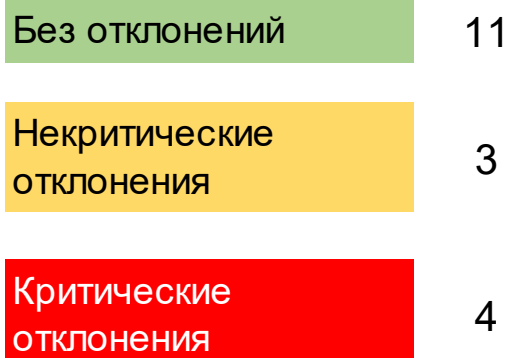 Без отклонений 11
Некритические
отклонения
3
Критические
отклонения
4